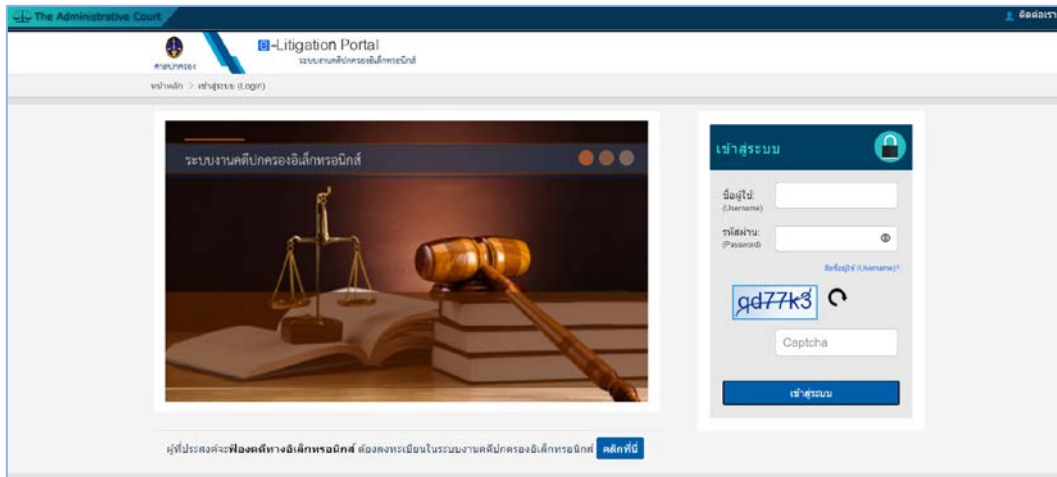 The Administrative Court
ติดต่อเรา
ศาลปกครอง
e-Litigation Portal
ระบบงานคดีปกครองอิเล็กทรอนิกส์
หน้าหลัก > เข้าสู่ระบบ (Login)
ระบบงานคดีปกครองอิเล็กทรอนิกส์
เข้าสู่ระบบ
ชื่อผู้ใช้:
(Username)
รหัสผ่าน:
(Password)
ลืมชื่อผู้ใช้ (Username)?
qd77k3
Captcha
เข้าสู่ระบบ
ผู้ที่ประสงค์จะฟ้องคดีทางอิเล็กทรอนิกส์ ต้องลงทะเบียนในระบบงานคดีปกครองอิเล็กทรอนิกส์ คลิกที่นี่